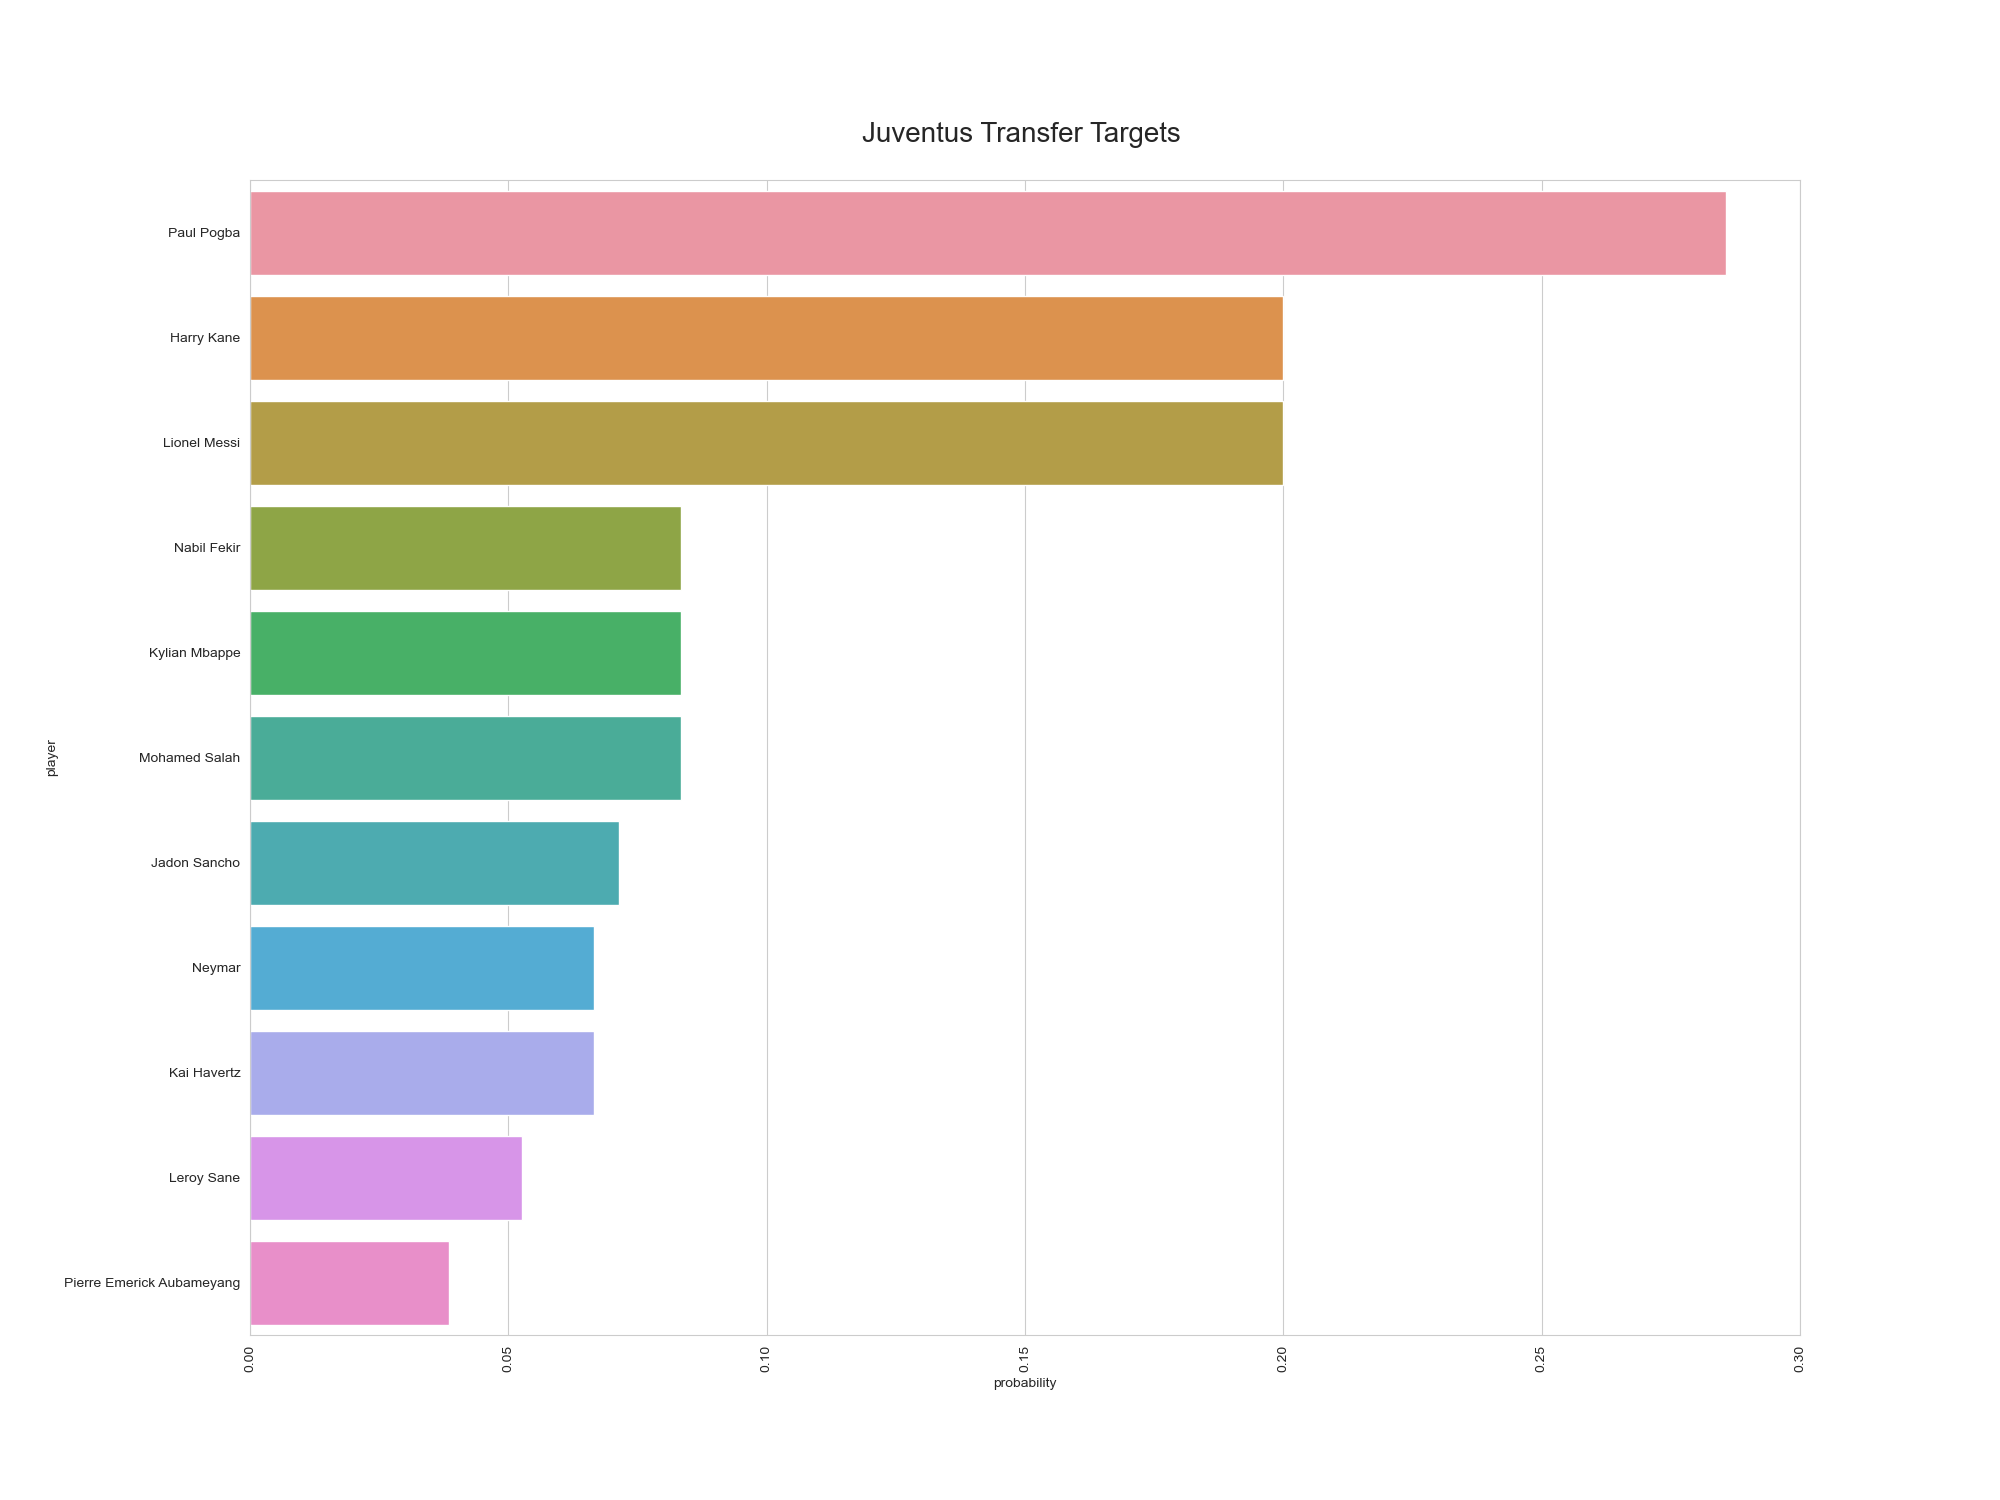 Juventus Transfer Targets
Paul Pogba
Harry Kane
Lionel Messi
Nabil Fekir
Kylian Mbappe
Mohamed Salah
Jadon Sancho
Neymar
Kai Havertz
Leroy Sane
Pierre Emerick Aubameyang
player
0.00
0.05
0.10
0.15
0.20
0.25
0.30
probability